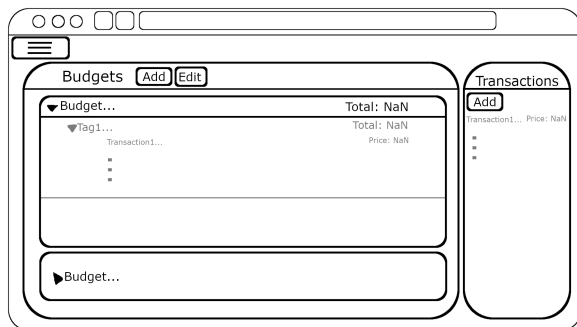 Budgets Add Edit
Budget... Total: NaN
Tag1... Total: NaN
Transaction1... Price: NaN
Budget...
Transactions
Add
Transaction1... Price: NaN